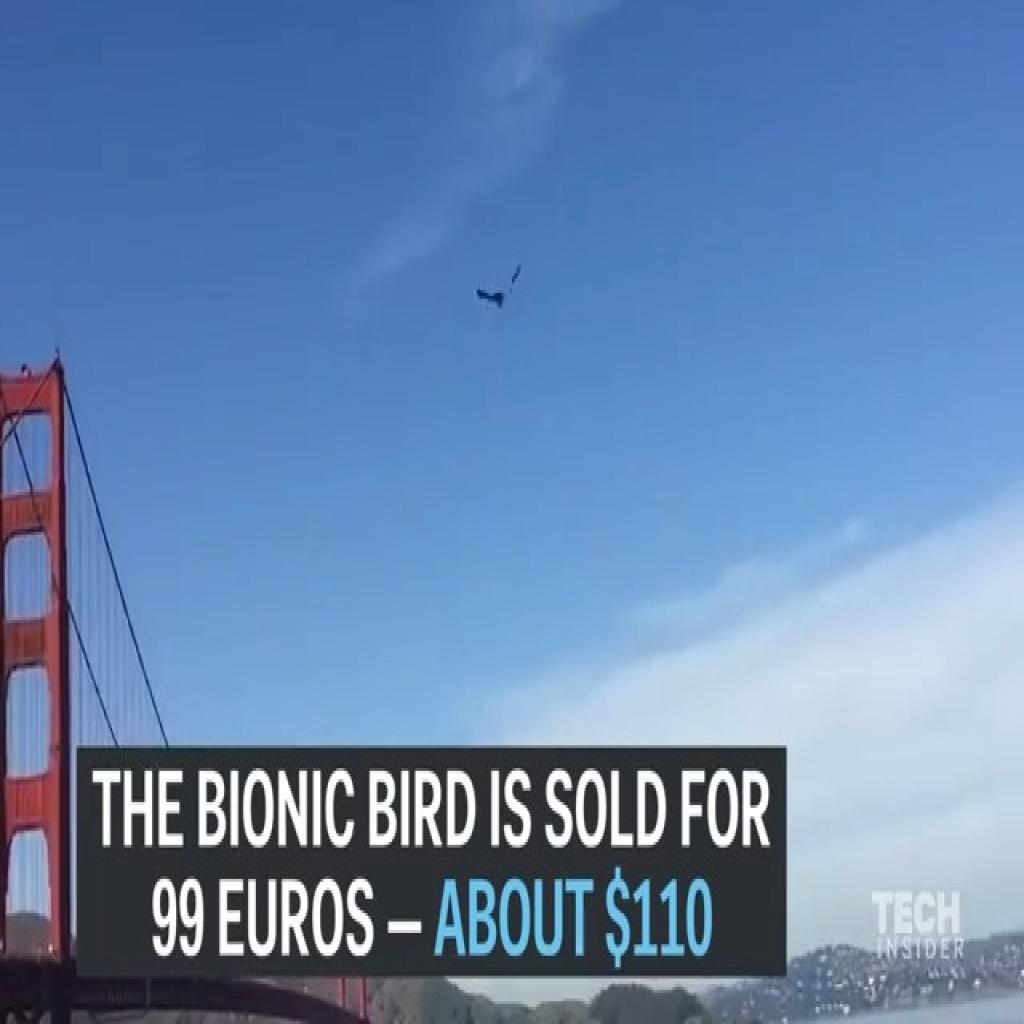 THE BIONIC BIRD IS SOLD FOR
99 EUROS – ABOUT $110
TECH
INSIDER